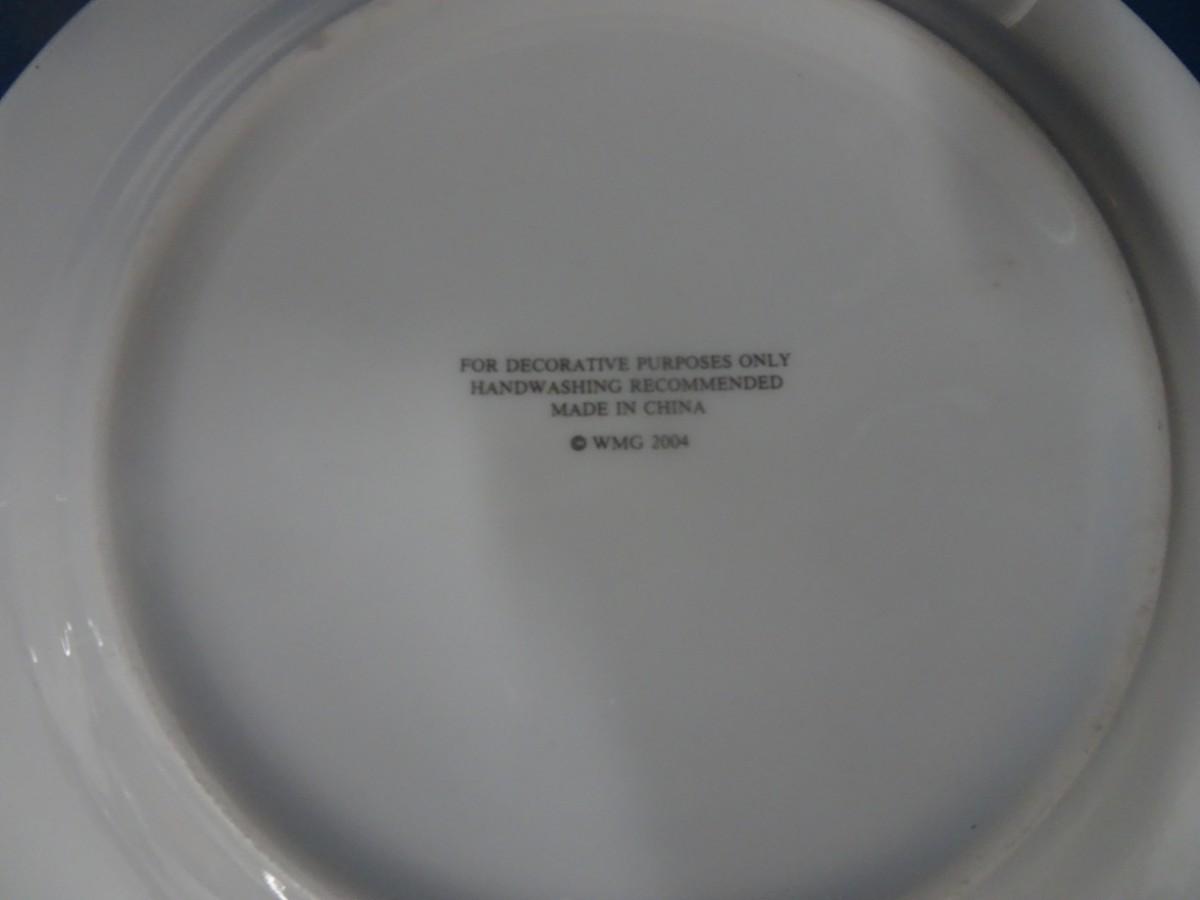 FOR DECORATIVE PURPOSES ONLY
HANDWASHING RECOMMENDED
MADE IN CHINA
© WMG 2004